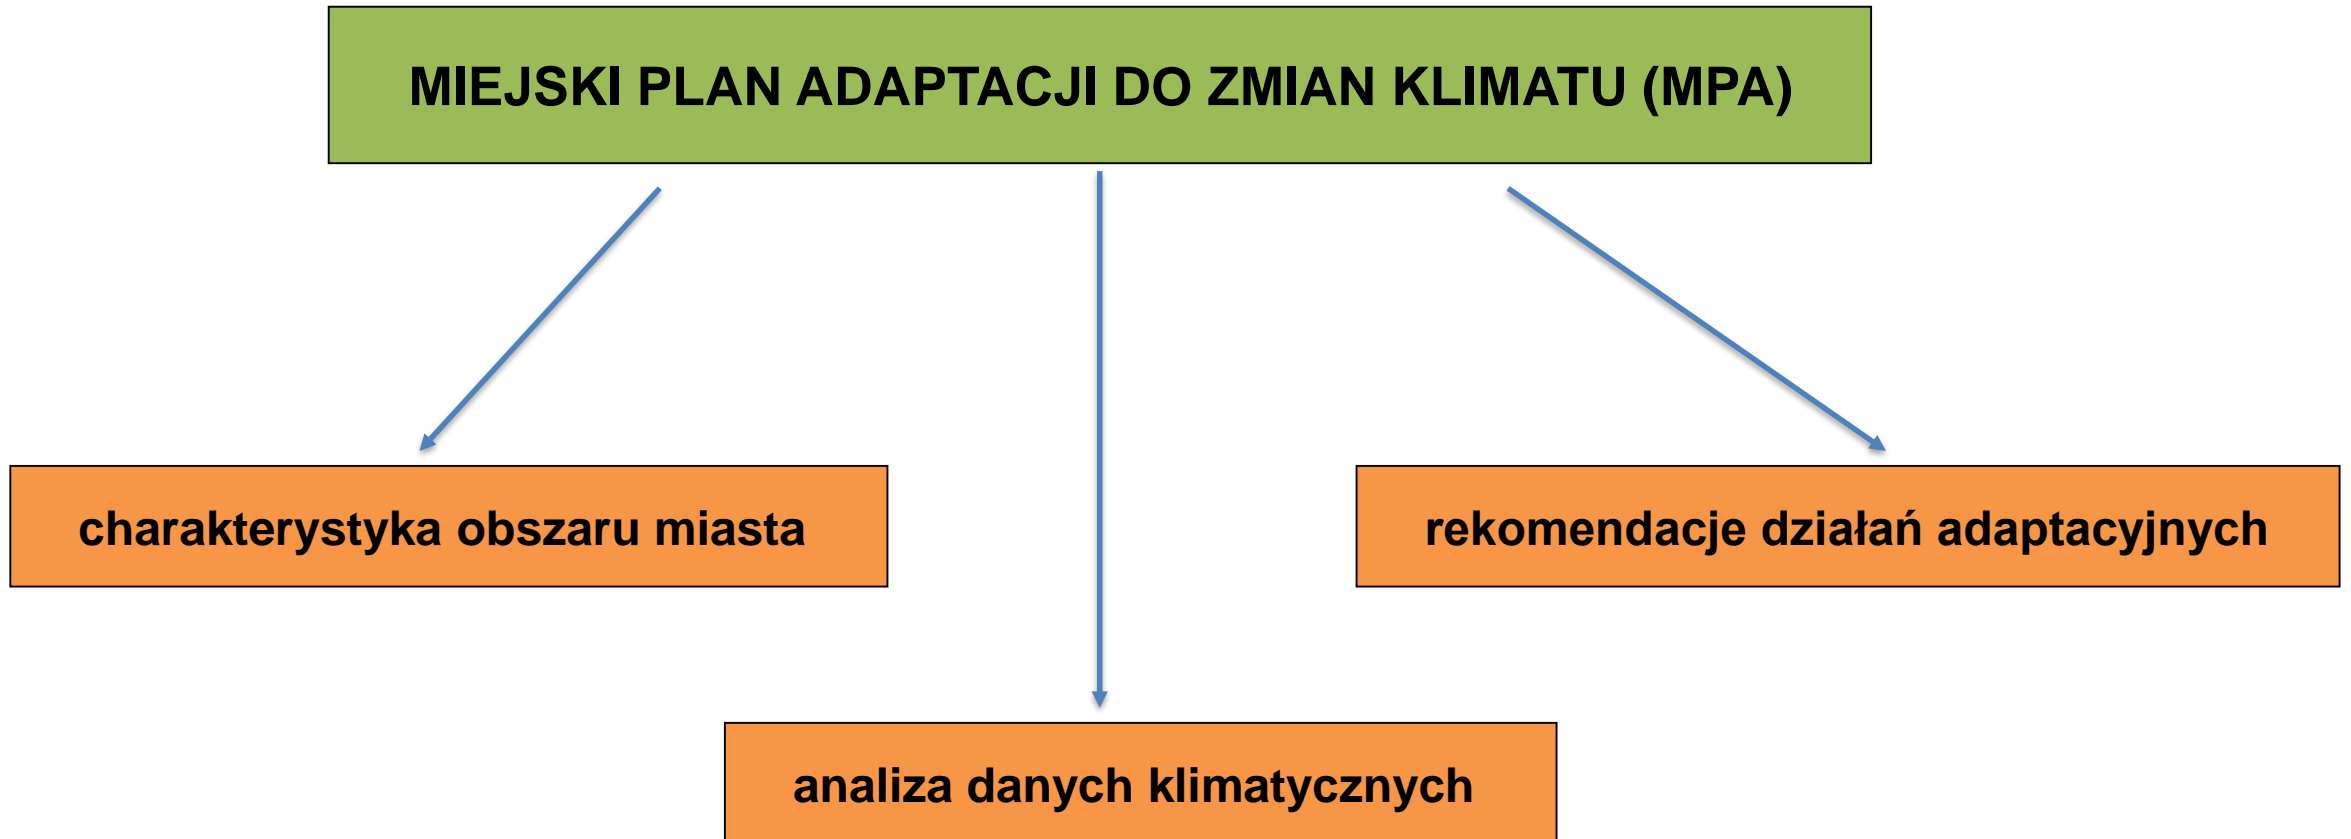 MIEJSKI PLAN ADAPTACJI DO ZMIAN KLIMATU (MPA)
charakterystyka obszaru miasta
rekomendacje działań adaptacyjnych
analiza danych klimatycznych